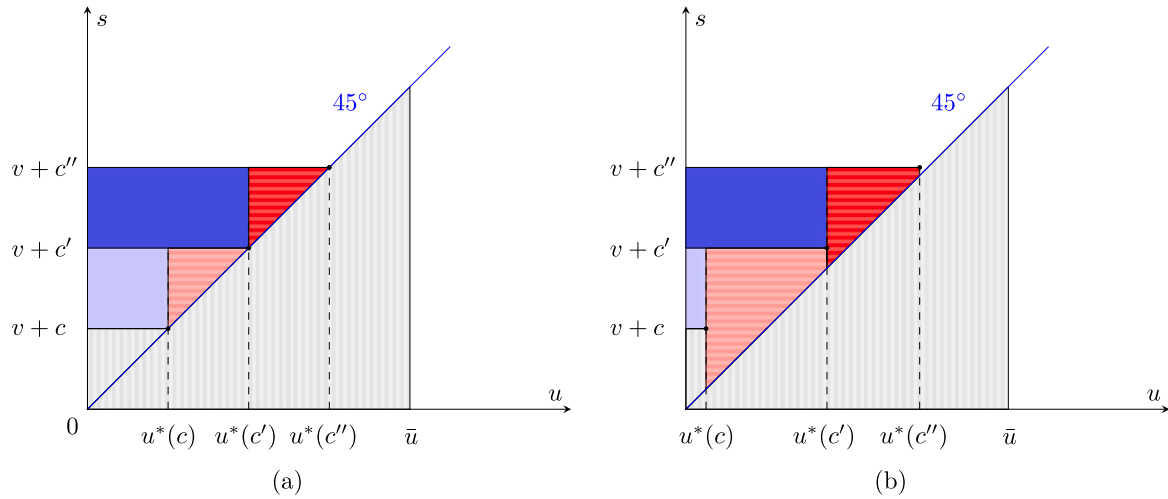 s
45°
v + c′′
v + c′
v + c
0
u*(c) u*(c′) u*(c′′) ū
u
(a)
s
45°
v + c′′
v + c′
v + c
u*(c) u*(c′) u*(c′′) ū
u
(b)